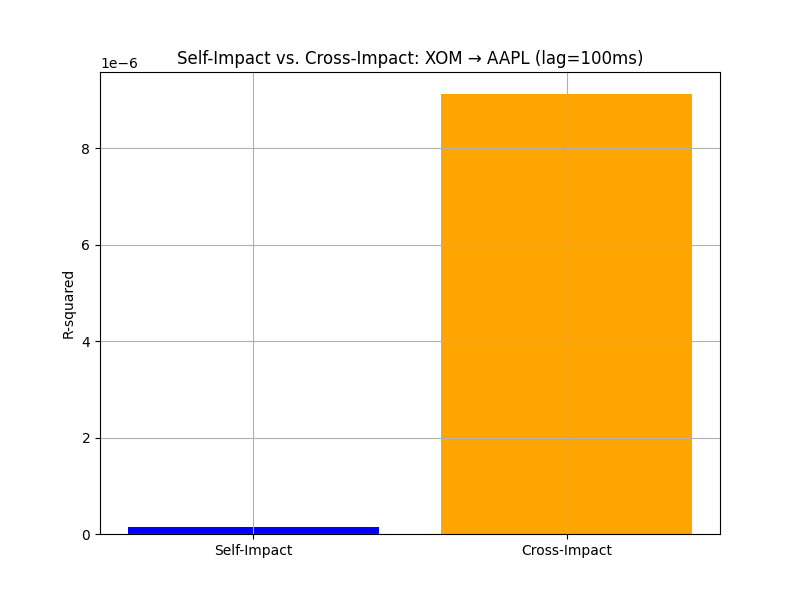 Self-Impact vs. Cross-Impact: XOM → AAPL (lag=100ms)
1e−6
8
6
4
2
0
R-squared
Self-Impact
Cross-Impact